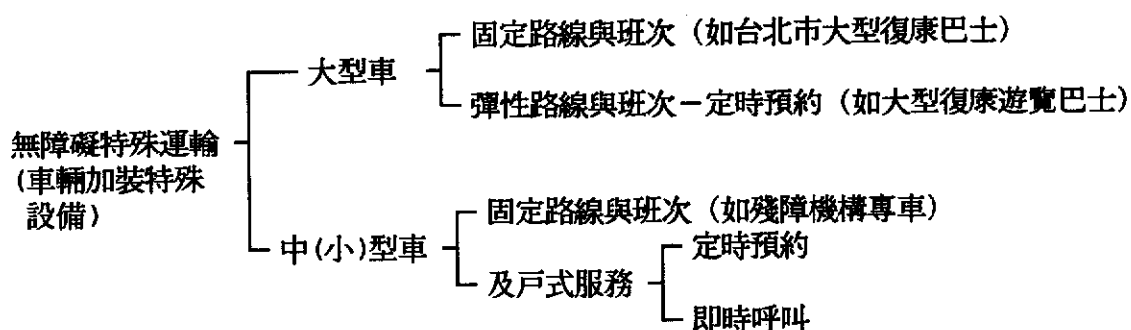 固定路線與班次（如台北市大型復康巴士）
大型車
彈性路線與班次－定時預約（如大型復康遊覽巴士）
無障礙特殊運輸
(車輛加裝特殊
設備)
固定路線與班次（如殘障機構專車）
中(小)型車
定時預約
及戶式服務
即時呼叫